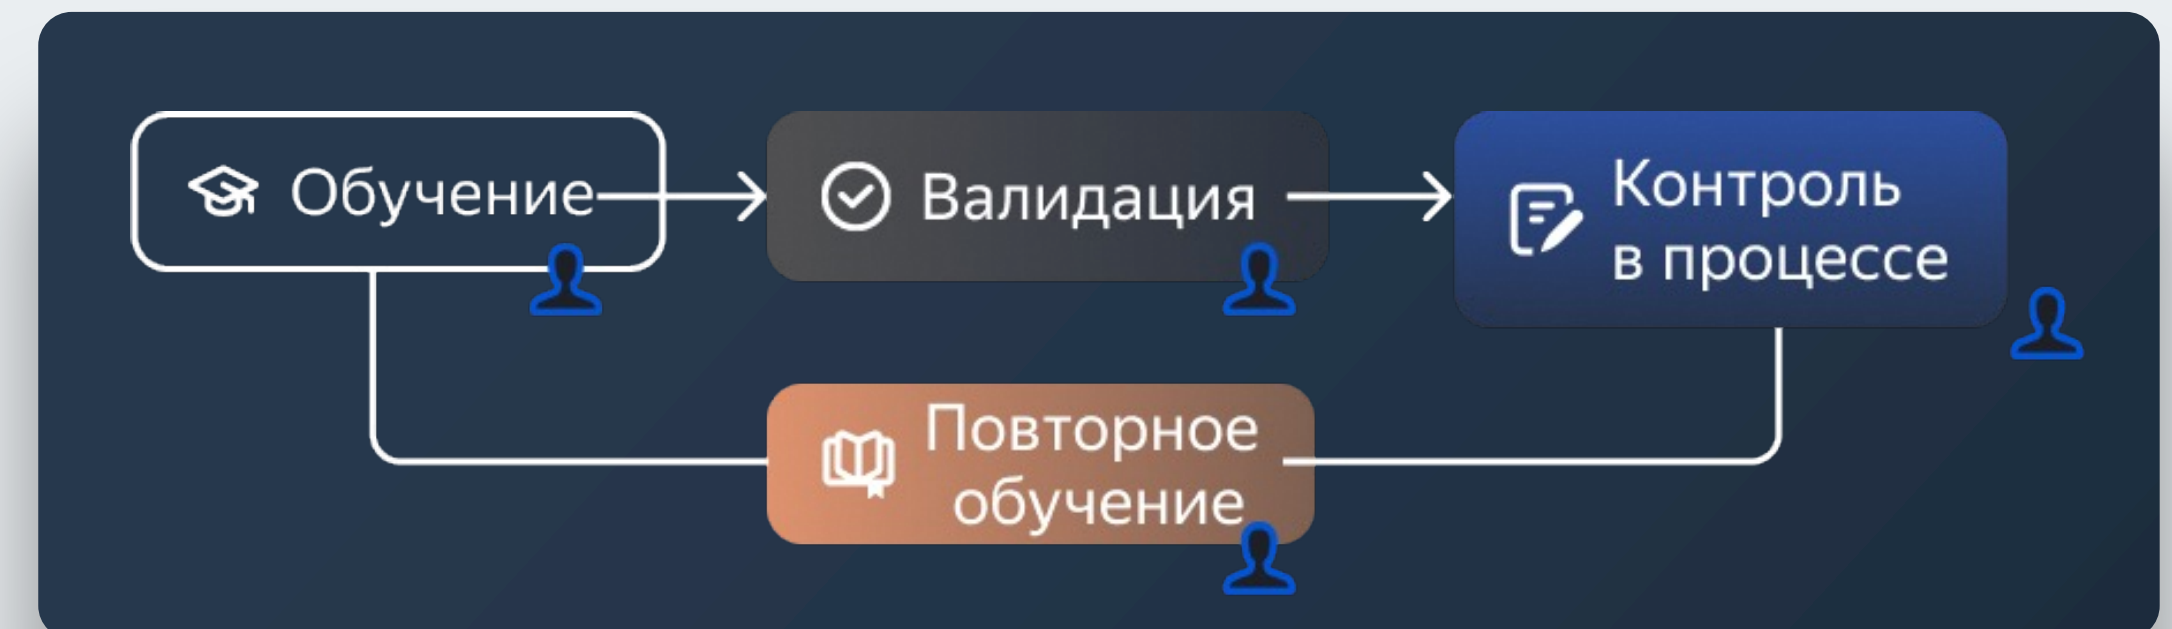 Обучение
Валидация
Контроль
в процессе
Повторное
обучение